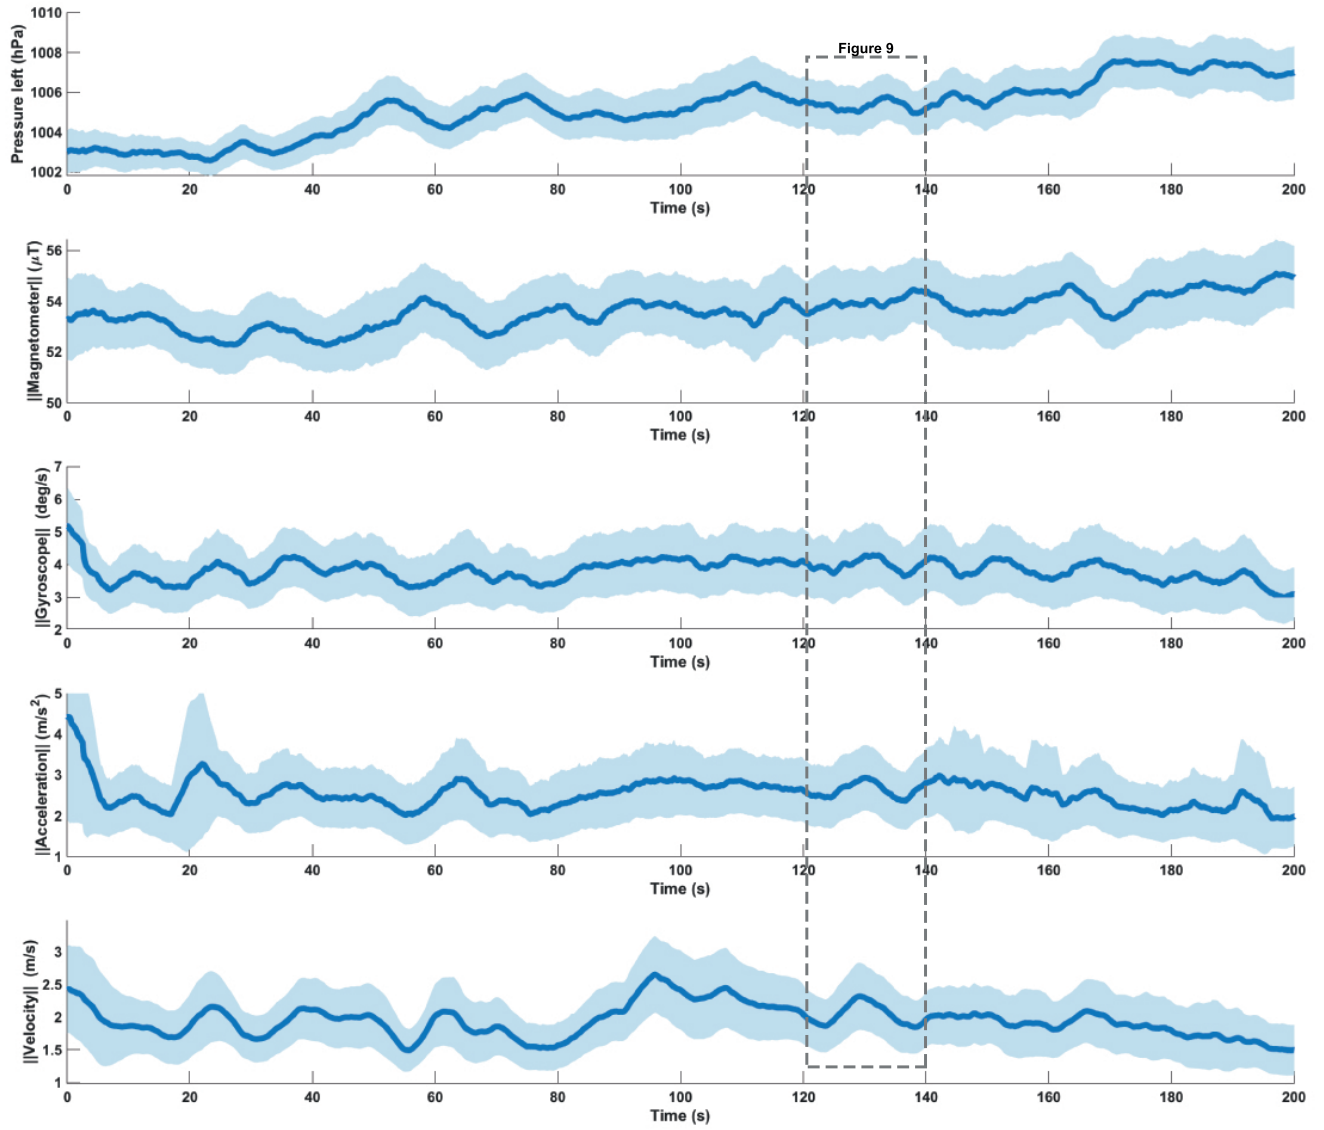 1010
1008
1006
1004
1002
Pressure left (hPa)
Figure 9
0 20 40 60 80 100 120 140 160 180 200
Time (s)
56
54
52
50
||Magnetometer|| (μT)
0 20 40 60 80 100 120 140 160 180 200
Time (s)
7
6
5
4
3
2
||Gyroscope|| (deg/s)
0 20 40 60 80 100 120 140 160 180 200
Time (s)
5
4
3
2
1
||Acceleration|| (m/s²)
0 20 40 60 80 100 120 140 160 180 200
Time (s)
3
2.5
2
1.5
1
||Velocity|| (m/s)
0 20 40 60 80 100 120 140 160 180 200
Time (s)